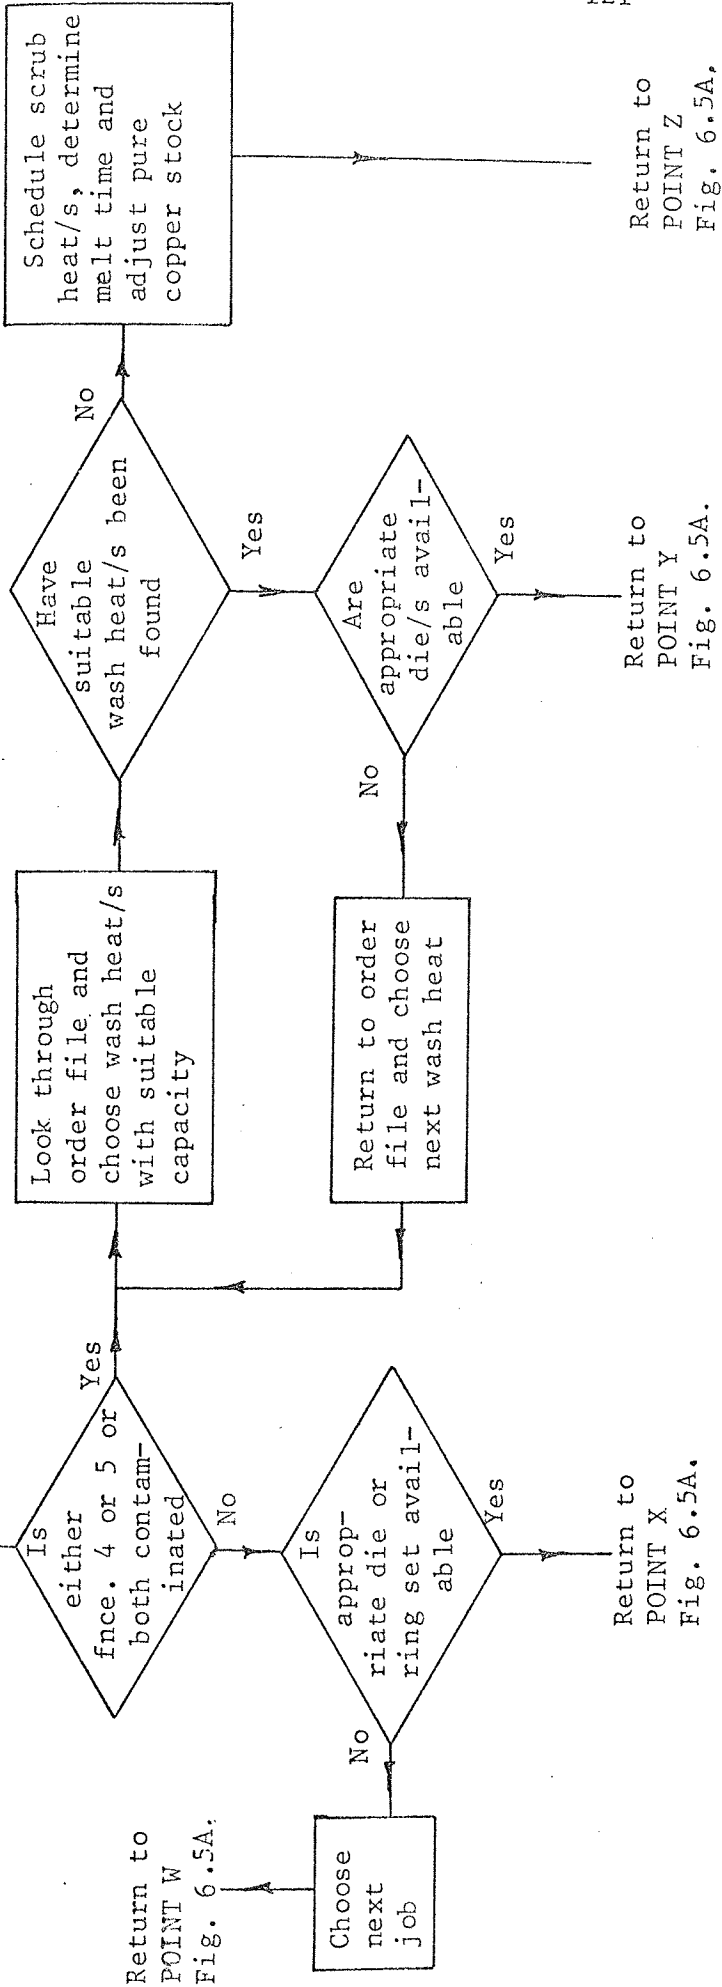 Is
either
fnce. 4 or 5 or
both contam-
inated
Yes
No
Look through
order file and
choose wash heat/s
with suitable
capacity
Have
suitable
wash heat/s been
found
No
Yes
Schedule scrub
heat/s, determine
melt time and
adjust pure
copper stock
Return to
POINT Z
Fig. 6.5A.
Are
appropriate
die/s avail-
able
No
Yes
Return to order
file and choose
next wash heat
Return to
POINT Y
Fig. 6.5A.
Is
approp-
riate die or
ring set avail-
able
No
Yes
Choose
next
job
Return to
POINT W
Fig. 6.5A.
Return to
POINT X
Fig. 6.5A.